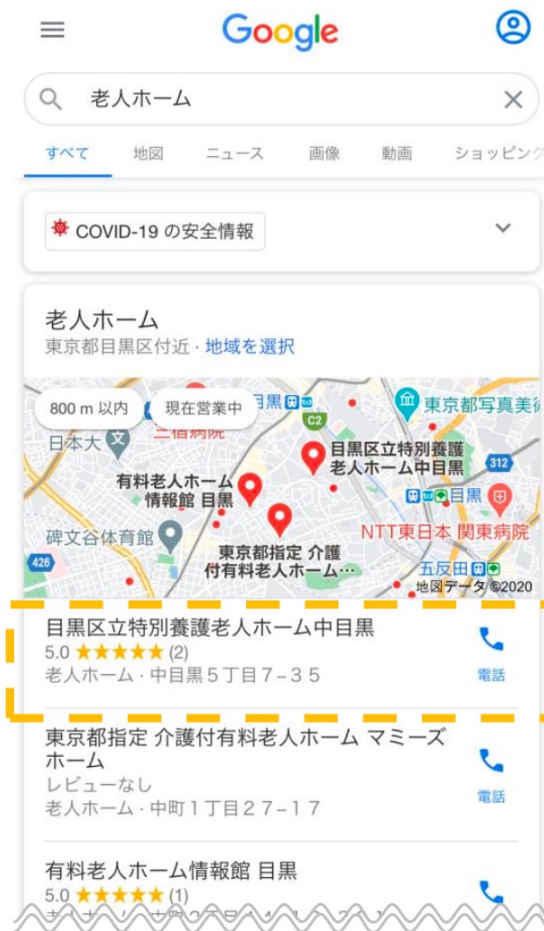 Google
老人ホーム
すべて 地図 ニュース 画像 動画 ショッピング
COVID-19 の安全情報
老人ホーム
東京都目黒区付近・地域を選択
800 m 以内 現在営業中 目黒
C2
東京都写真美術
日本大
三宿病院
目黒区立特別養護
老人ホーム中目黒
312
有料老人ホーム
情報館 目黒
目黒
碑文谷体育館
NTT東日本 関東病院
426
東京都指定 介護
付有料老人ホーム…
五反田
地図データ ©2020
目黒区立特別養護老人ホーム中目黒
5.0 ★★★★★ (2)
老人ホーム・中目黒5丁目7−35
電話
東京都指定 介護付有料老人ホーム マミーズ
ホーム
レビューなし
老人ホーム・中町1丁目27−17
電話
有料老人ホーム情報館 目黒
5.0 ★★★★★ (1)